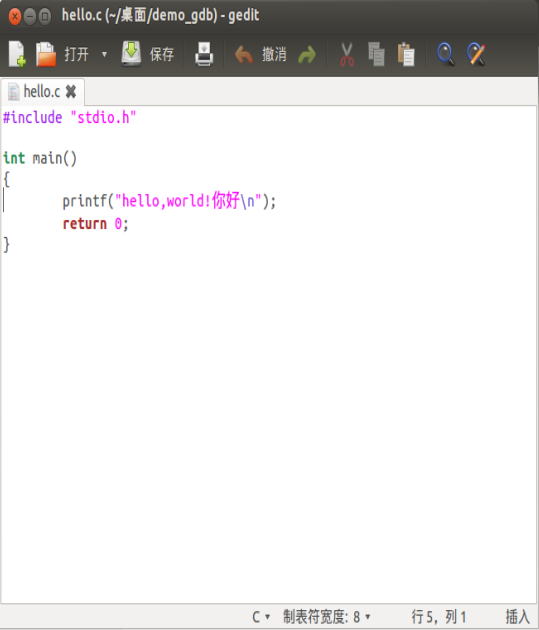 hello.c (~/桌面/demo_gdb) - gedit
打开 保存 撤消
hello.c
#include "stdio.h"
int main()
{
printf("hello,world!你好\n");
return 0;
}
C 制表符宽度: 8 行 5，列 1 插入